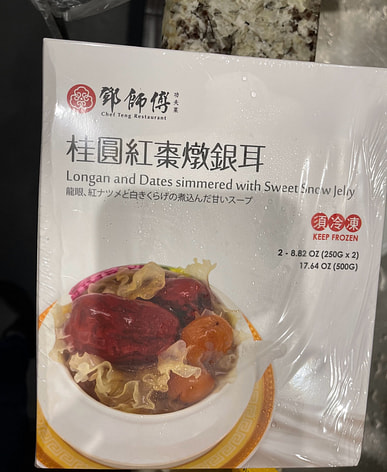 鄧師傅
功夫菜
Chef Teng Restaurant
桂圓紅棗燉銀耳
Longan and Dates simmered with Sweet Snow Jelly
龍眼、紅ナツメと白きくらげの煮込んだ甘いスープ
須冷凍
KEEP FROZEN
2 - 8.82 OZ (250G x 2)
17.64 OZ (500G)